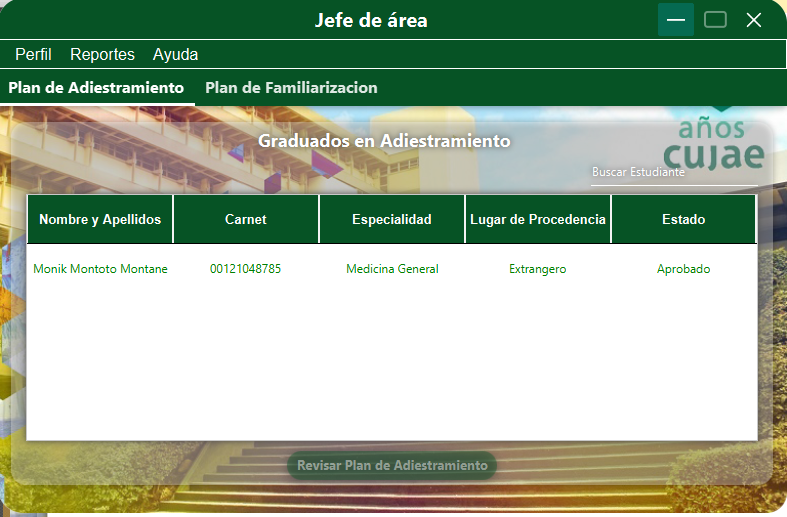 Jefe de área
Perfil Reportes Ayuda
Plan de Adiestramiento Plan de Familiarizacion
años
cujae
Graduados en Adiestramiento
Buscar Estudiante
Nombre y Apellidos Carnet Especialidad Lugar de Procedencia Estado
Monik Montoto Montane 00121048785 Medicina General Extrangero Aprobado
Revisar Plan de Adiestramiento